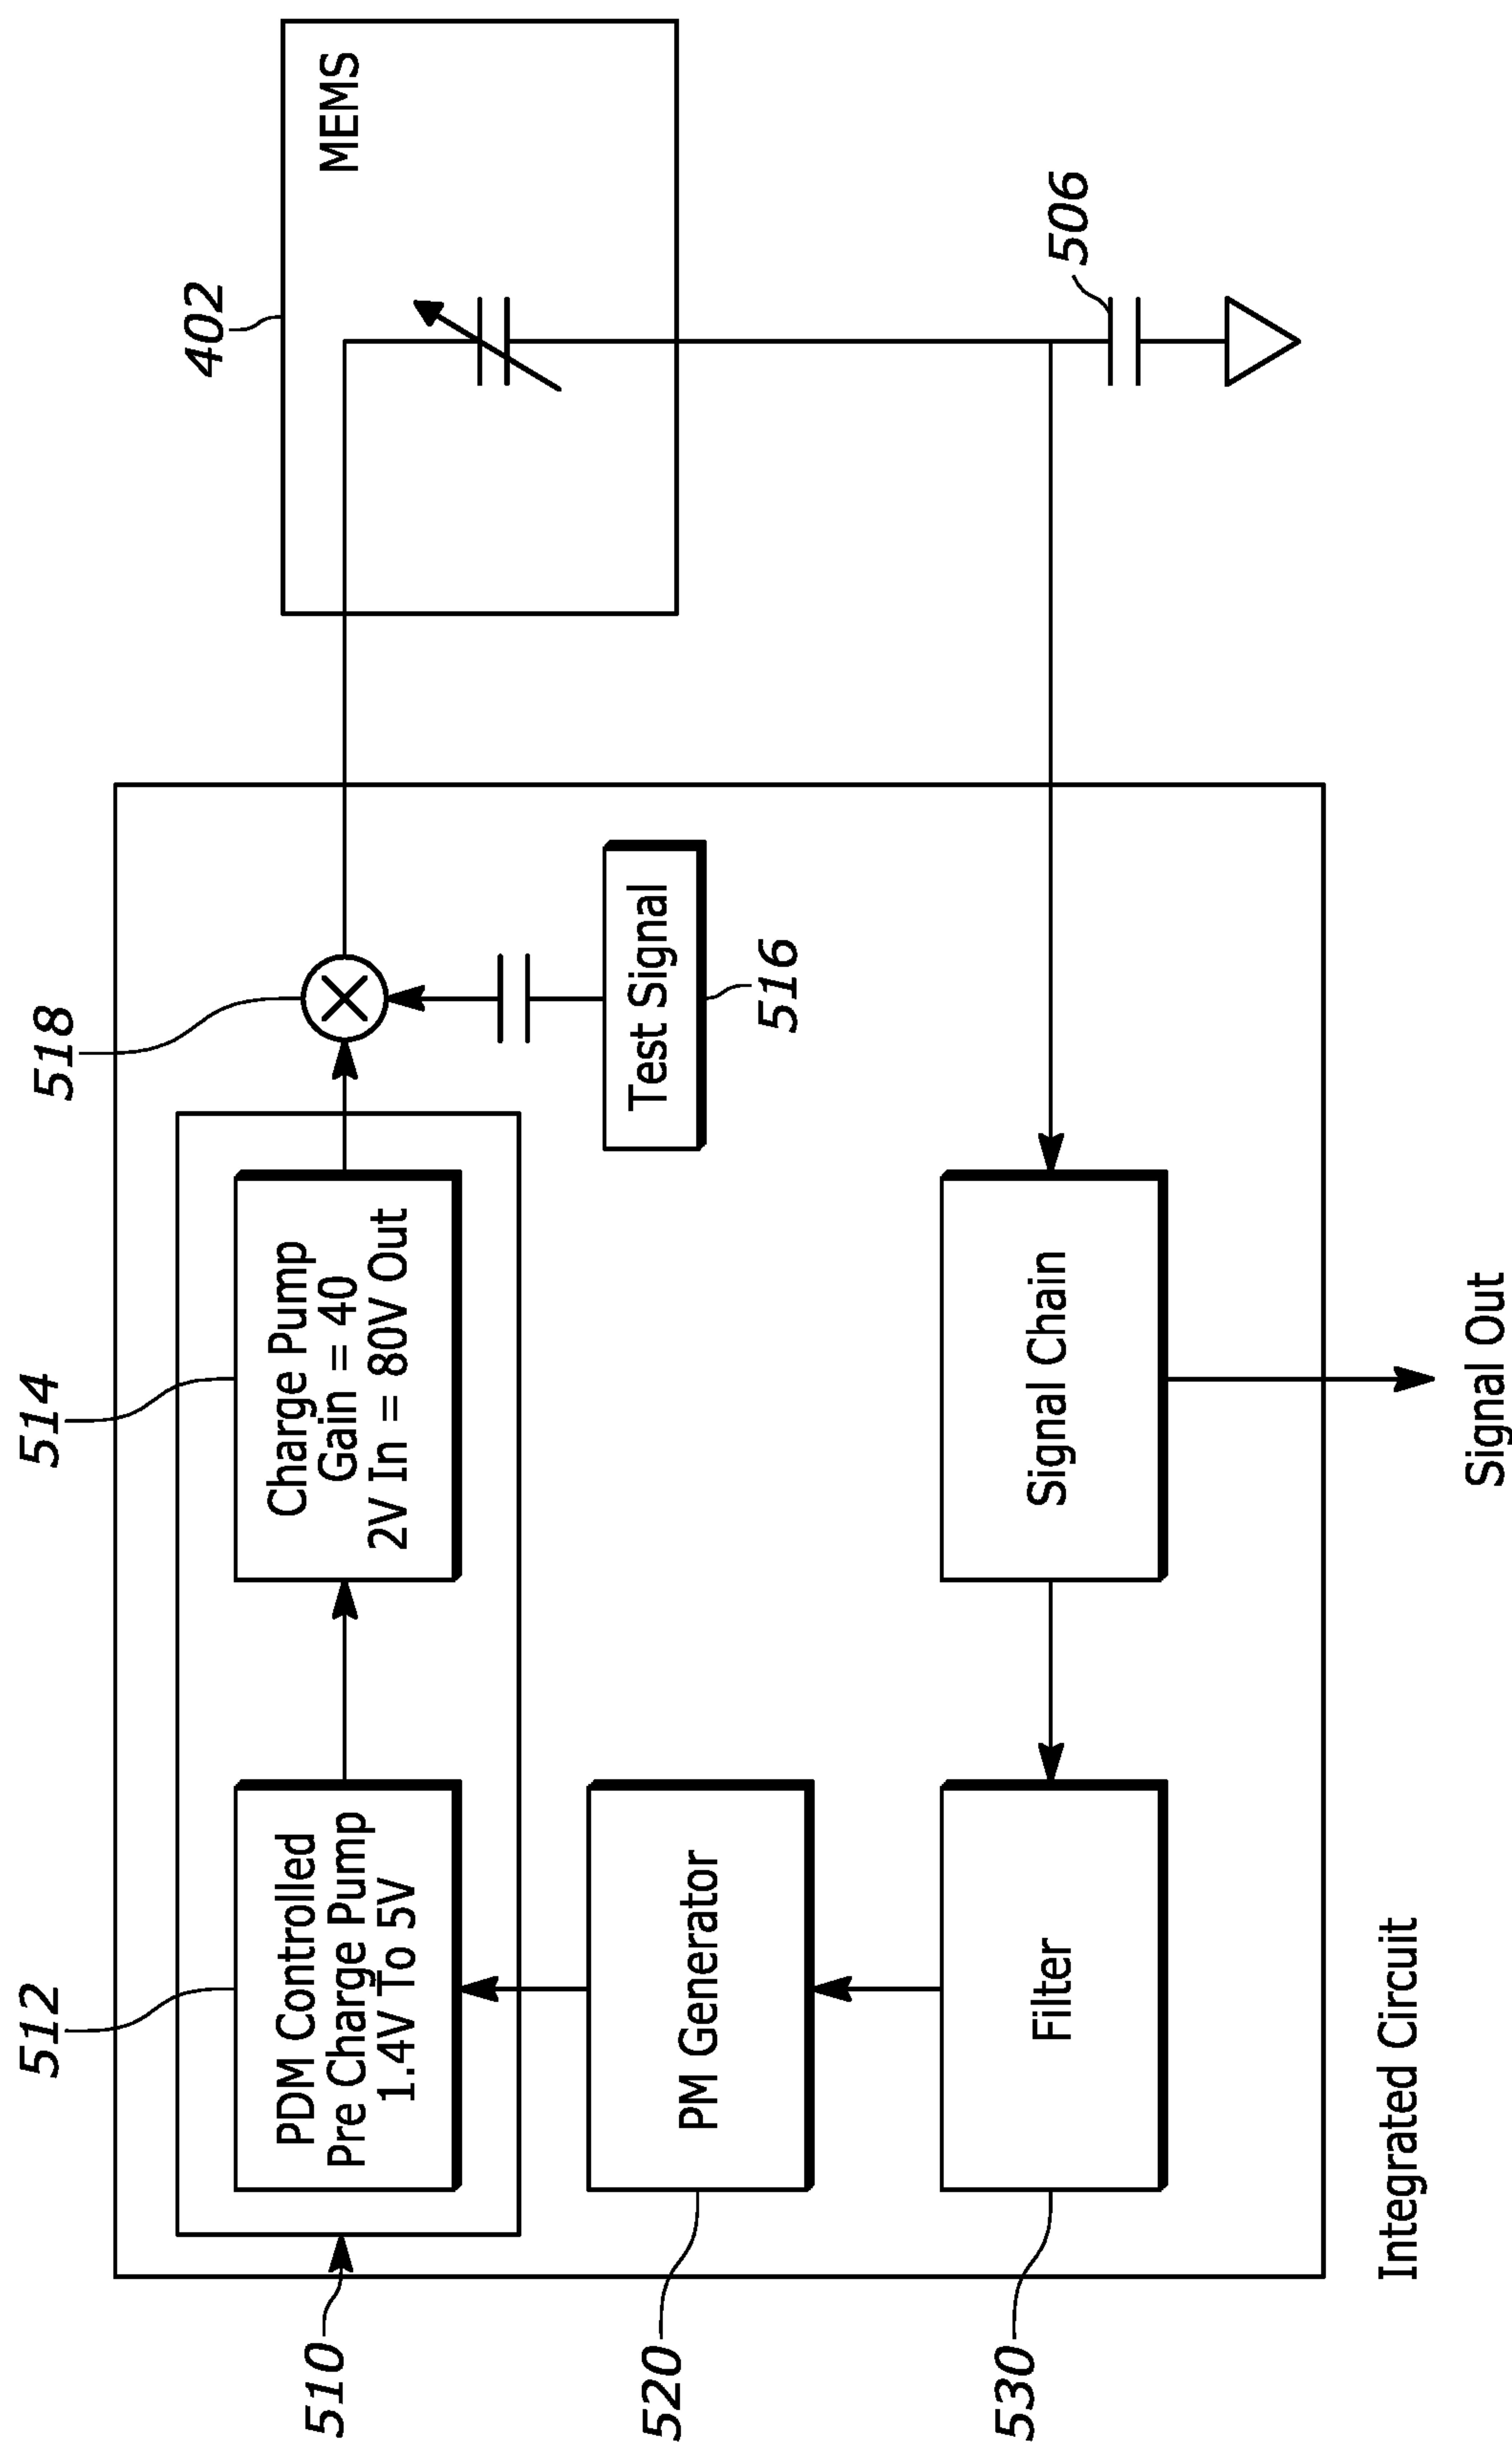 518
402
514
512
510
MEMS
PDM Controlled
Pre Charge Pump
1.4V To 5V
Charge Pump
Gain = 40
2V In = 80V Out
Test Signal
516
520
PM Generator
530
Filter
Signal Chain
506
Integrated Circuit
Signal Out